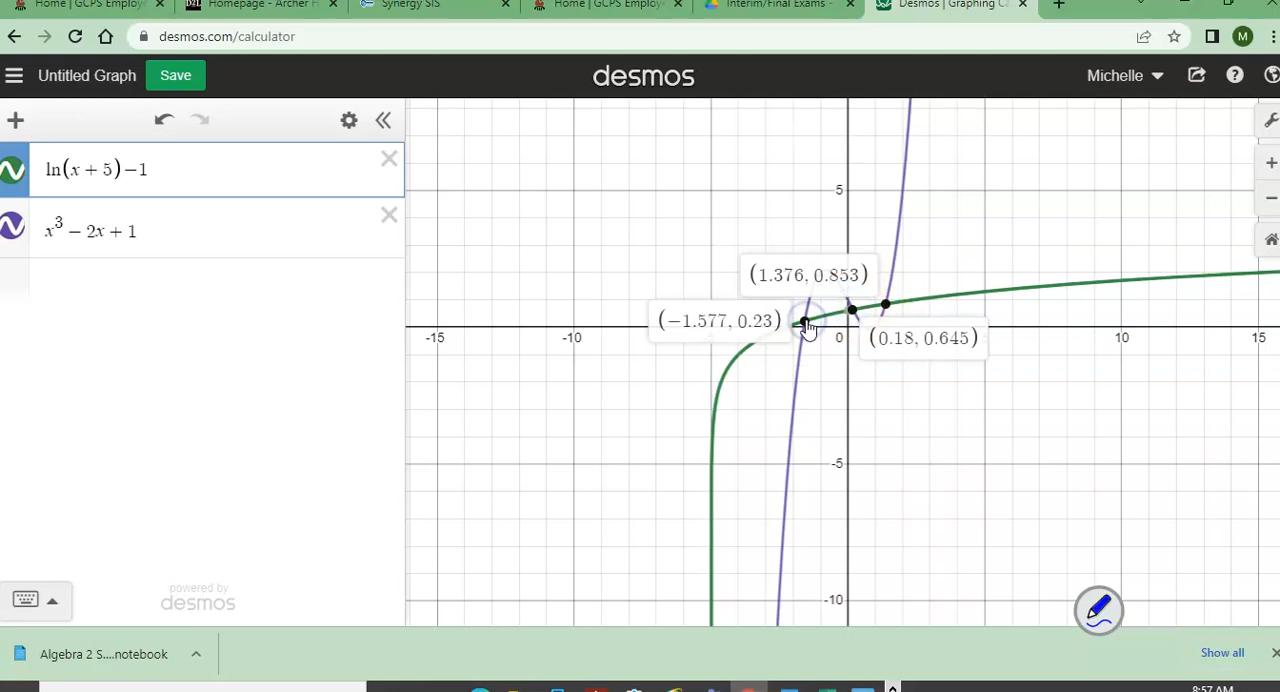 Home | GCPS Employ
Homepage - Archer H
Synergy SIS
Home | GCPS Employ
Interim/Final Exams -
Desmos | Graphing Ca
desmos.com/calculator
M
Untitled Graph
Save
desmos
Michelle
ln(x + 5) −1
x³ − 2x + 1
5
(1.376, 0.853)
(−1.577, 0.23)
(0.18, 0.645)
-15
-10
0
10
15
-5
-10
powered by
desmos
Algebra 2 S....notebook
Show all
8:57 AM